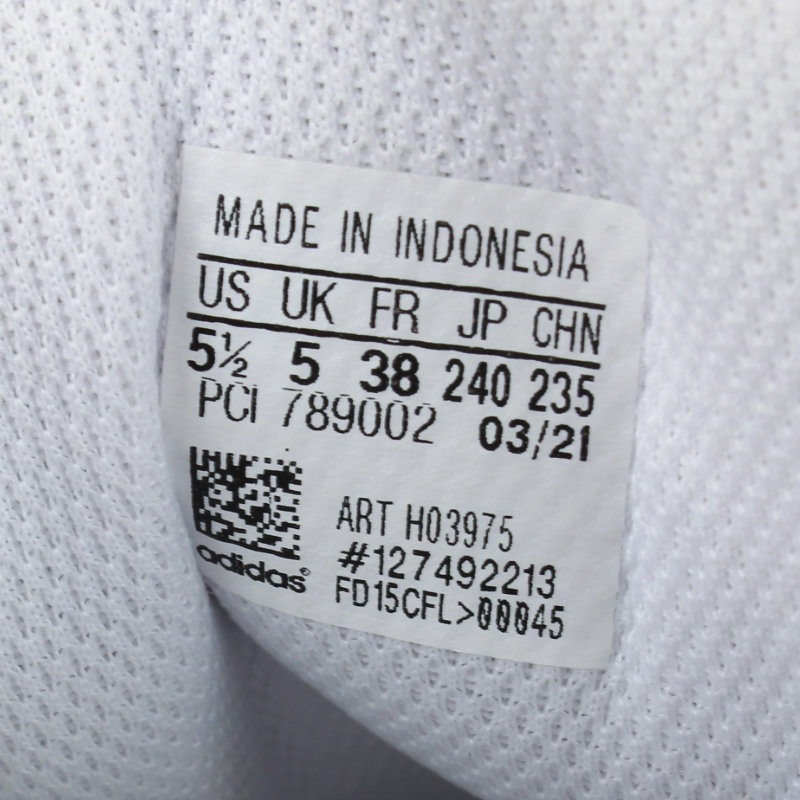 MADE IN INDONESIA
US UK FR JP CHN
5½ 5 38 240 235
PCI 789002 03/21
ART H03975
#127492213
adidas®
FD15CFL>00045